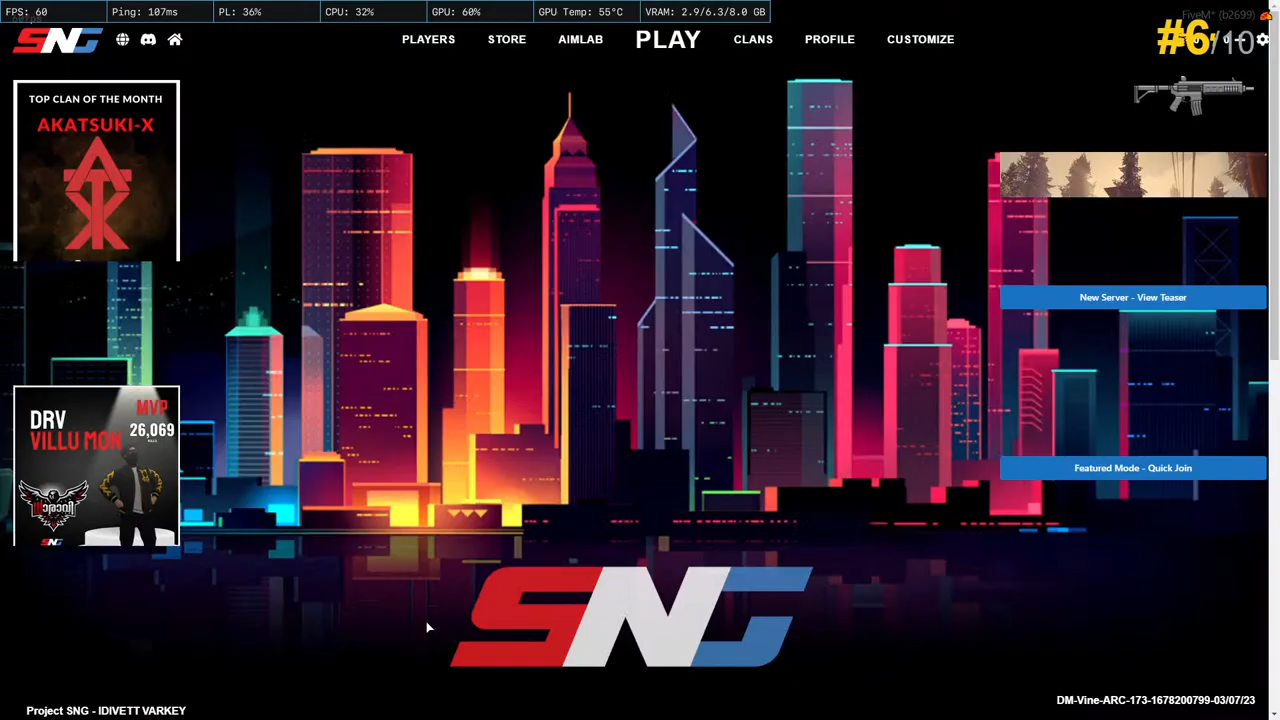 FPS: 60 Ping: 107ms PL: 36% CPU: 32% GPU: 60% GPU Temp: 55°C VRAM: 2.9/6.3/8.0 GB
FiveM* (b2699)
SNG PLAYERS STORE AIMLAB PLAY CLANS PROFILE CUSTOMIZE
#6/10
TOP CLAN OF THE MONTH
AKATSUKI-X
New Server - View Teaser
MVP
DRV
26,069
VILLU MON
Featured Mode - Quick Join
SNG
SNG
DM-Vine-ARC-173-1678200799-03/07/23
Project SNG - IDIVETT VARKEY